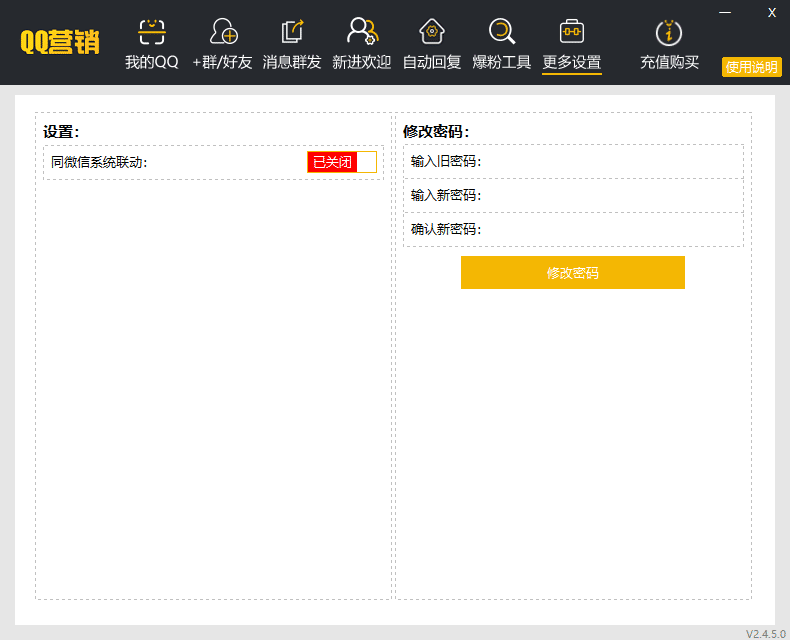 X
QQ营销
我的QQ
+群/好友
消息群发
新进欢迎
自动回复
爆粉工具
更多设置
充值购买
使用说明
设置：
同微信系统联动：
已关闭
修改密码：
输入旧密码：
输入新密码：
确认新密码：
修改密码
V2.4.5.0